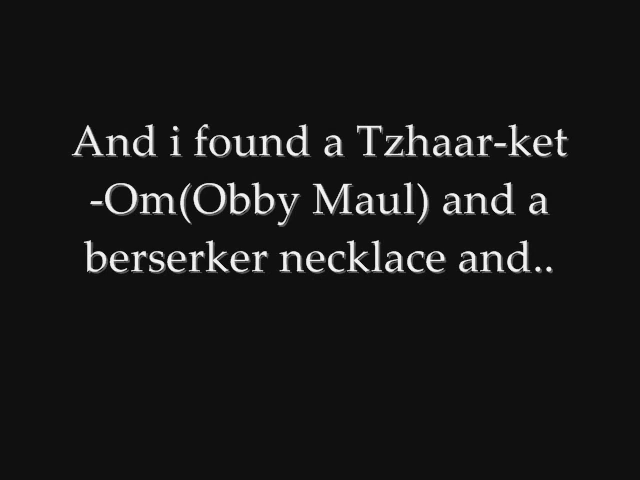 And i found a Tzhaar-ket
-Om(Obby Maul) and a
berserker necklace and..